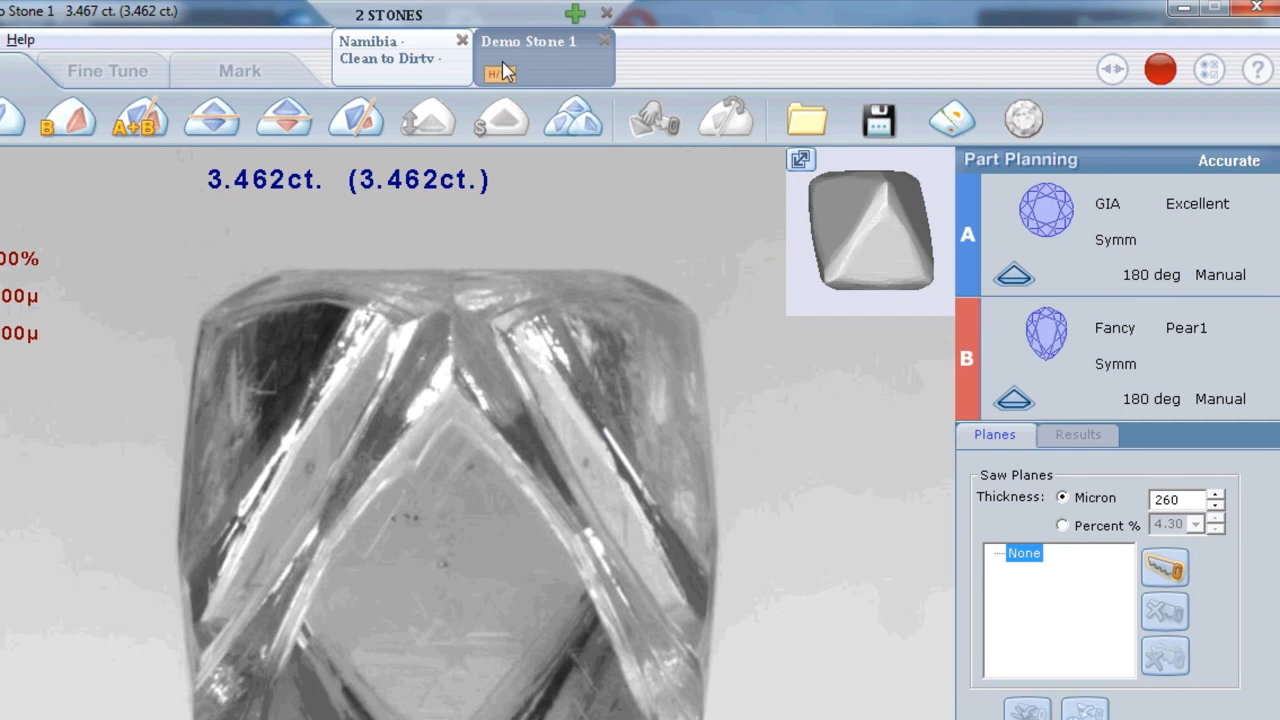 o Stone 1 3.467 ct. (3.462 ct.)
2 STONES
Help
Namibia -
Clean to Dirty -
Demo Stone 1
H/
Fine Tune
Mark
B
A+B
S
?
3.462ct. (3.462ct.)
00%
00µ
00µ
Part Planning Accurate
A
GIA Excellent
Symm
180 deg Manual
B
Fancy Pear1
Symm
180 deg Manual
Planes Results
Saw Planes
Thickness: Micron 260
Percent % 4.30
None